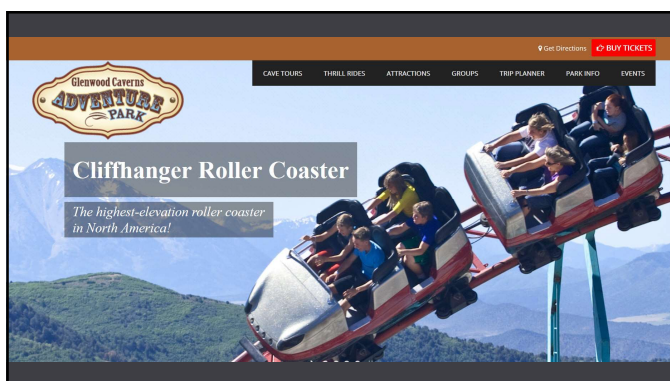 Get Directions
BUY TICKETS
Glenwood Caverns
ADVENTURE
PARK
CAVE TOURS THRILL RIDES ATTRACTIONS GROUPS TRIP PLANNER PARK INFO EVENTS
Cliffhanger Roller Coaster
The highest-elevation roller coaster
in North America!